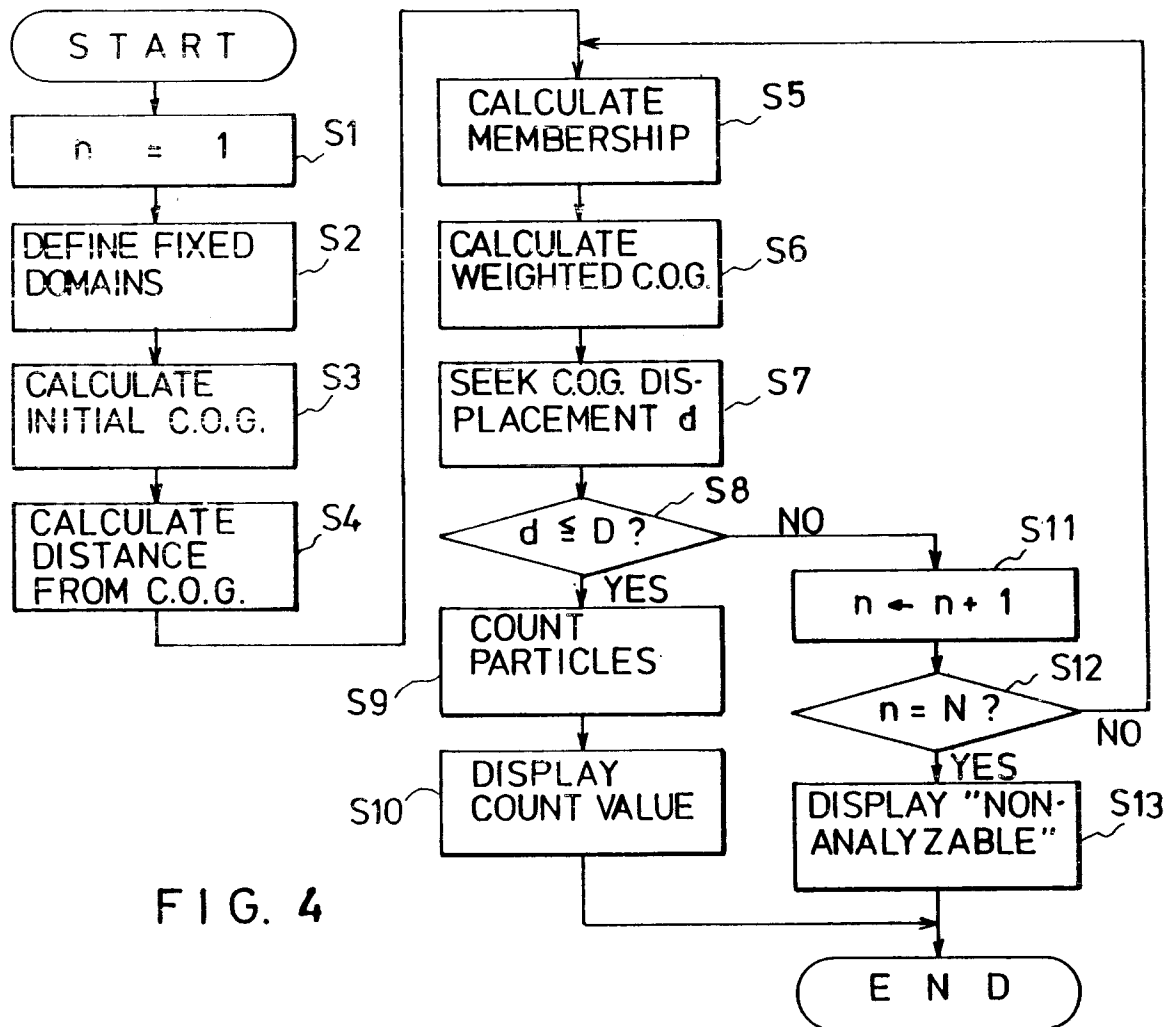 START
n = 1
S1
DEFINE FIXED
DOMAINS
S2
CALCULATE
INITIAL C.O.G.
S3
CALCULATE
DISTANCE
FROM C.O.G.
S4
CALCULATE
MEMBERSHIP
S5
CALCULATE
WEIGHTED C.O.G.
S6
SEEK C.O.G. DIS-
PLACEMENT d
S7
d ≦ D ?
S8
NO
YES
COUNT
PARTICLES
S9
DISPLAY
COUNT VALUE
S10
n ← n + 1
S11
n = N ?
S12
NO
YES
DISPLAY "NON-
ANALYZABLE"
S13
END
FIG. 4